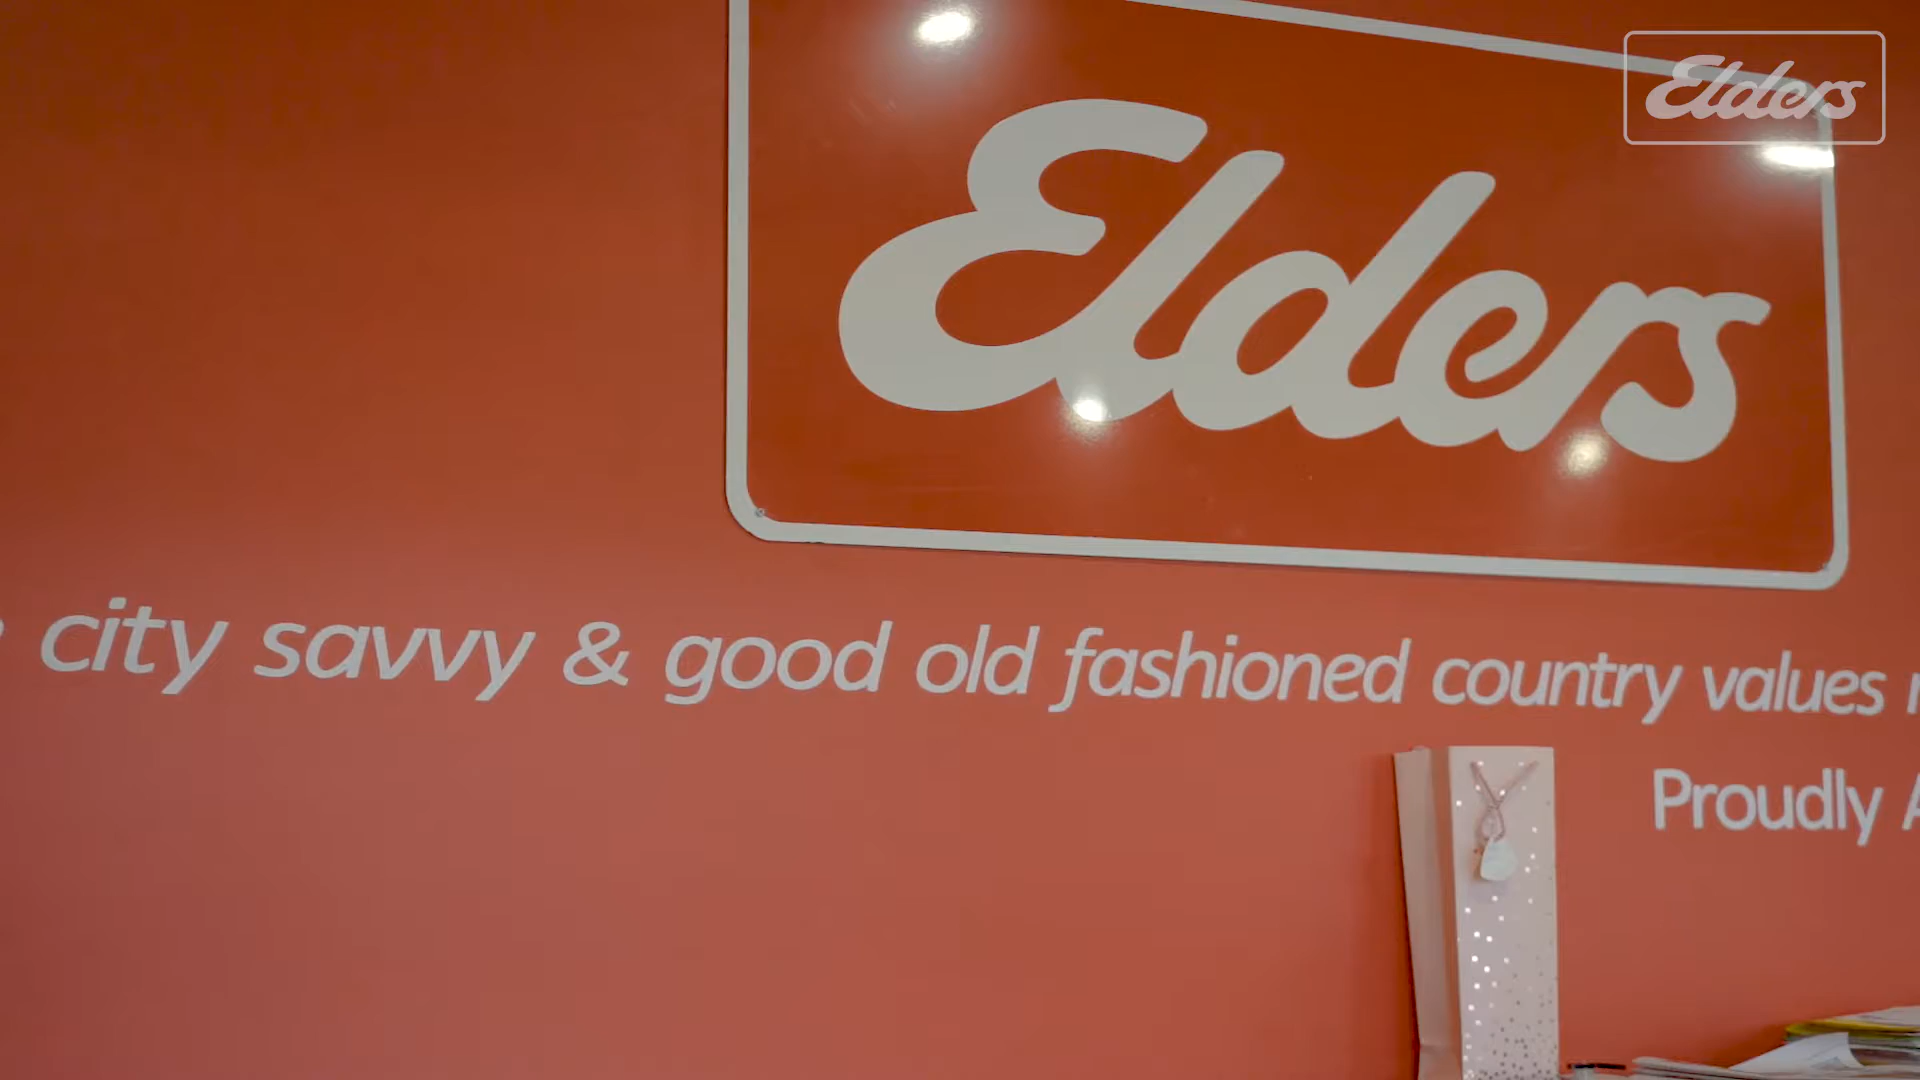 Elders
Elders
city savvy & good old fashioned country values
Proudly